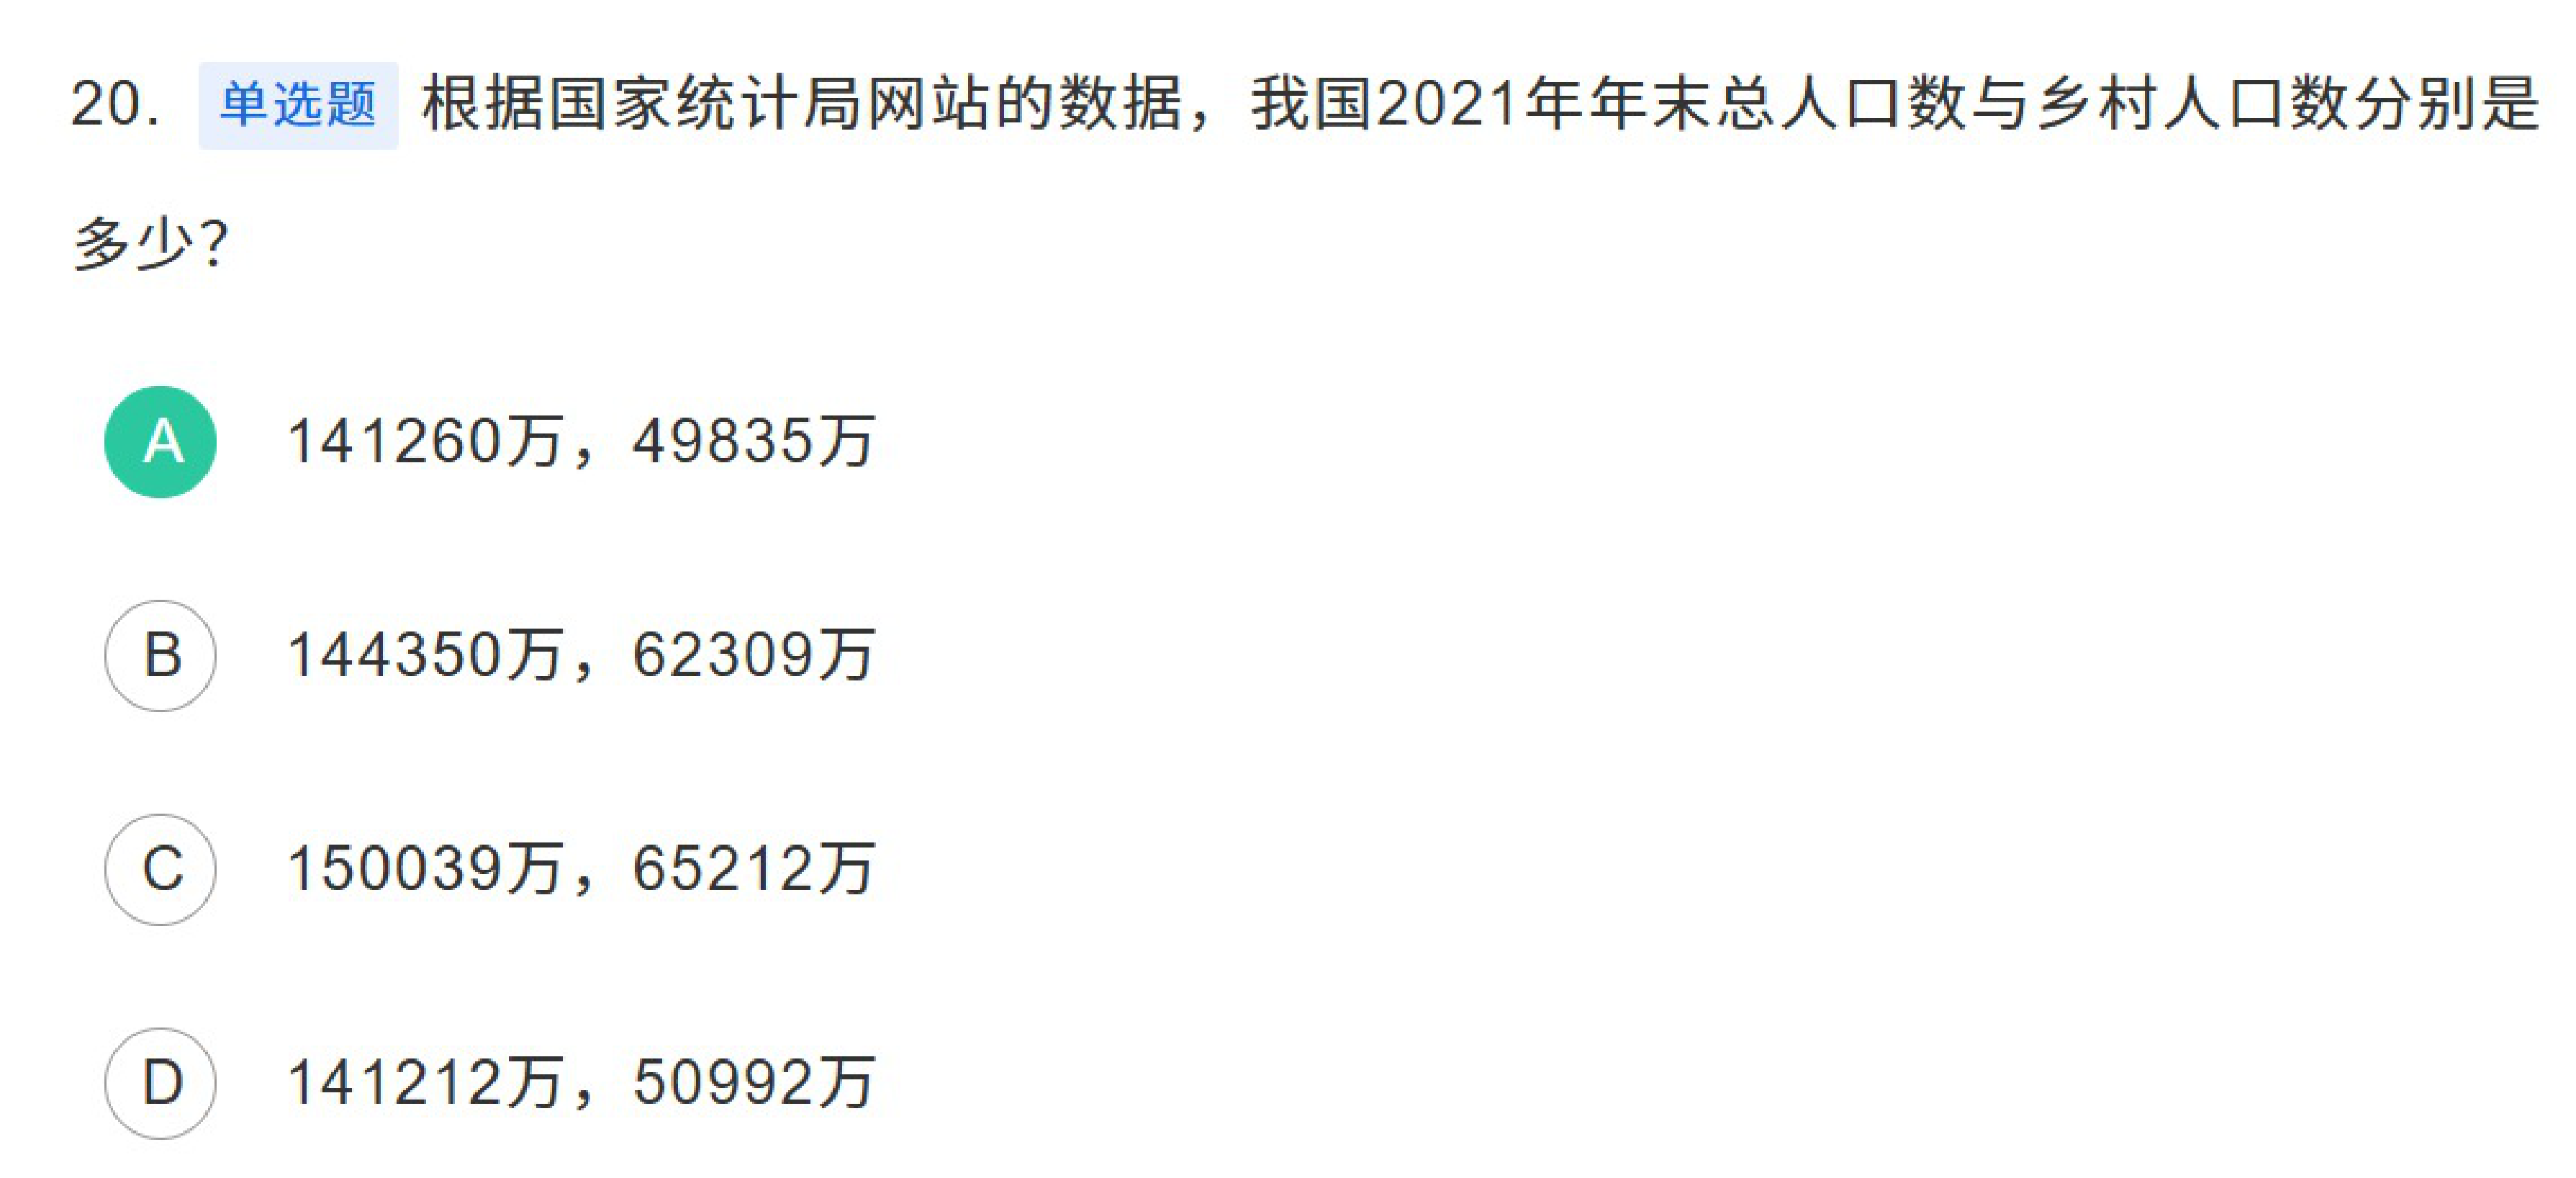 20. 单选题 根据国家统计局网站的数据，我国2021年年末总人口数与乡村人口数分别是
多少?
A 141260万，49835万
B 144350万，62309万
C 150039万，65212万
D 141212万，50992万